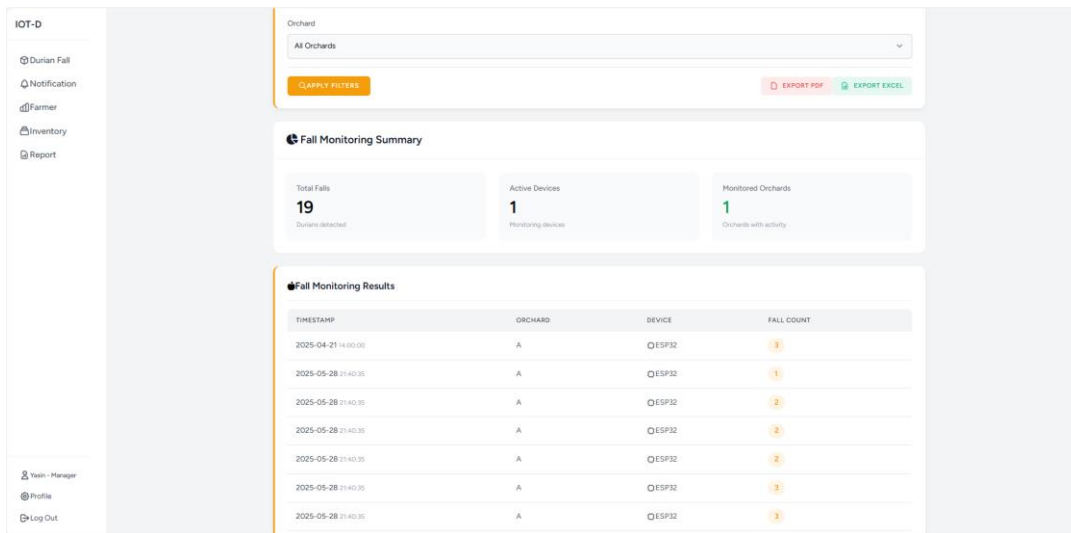 IOT-D
Durian Fall
Notification
Farmer
Inventory
Report
Yasin - Manager
Profile
Log Out
Orchard
All Orchards
APPLY FILTERS
EXPORT PDF EXPORT EXCEL
Fall Monitoring Summary
Total Falls Active Devices Monitored Orchards
19 1 1
Durians detected Monitoring devices Orchards with activity
Fall Monitoring Results
TIMESTAMP ORCHARD DEVICE FALL COUNT
2025-04-21 14:00:00 A ESP32 3
2025-05-28 21:40:35 A ESP32 1
2025-05-28 21:40:35 A ESP32 2
2025-05-28 21:40:35 A ESP32 2
2025-05-28 21:40:35 A ESP32 2
2025-05-28 21:40:35 A ESP32 3
2025-05-28 21:40:35 A ESP32 3